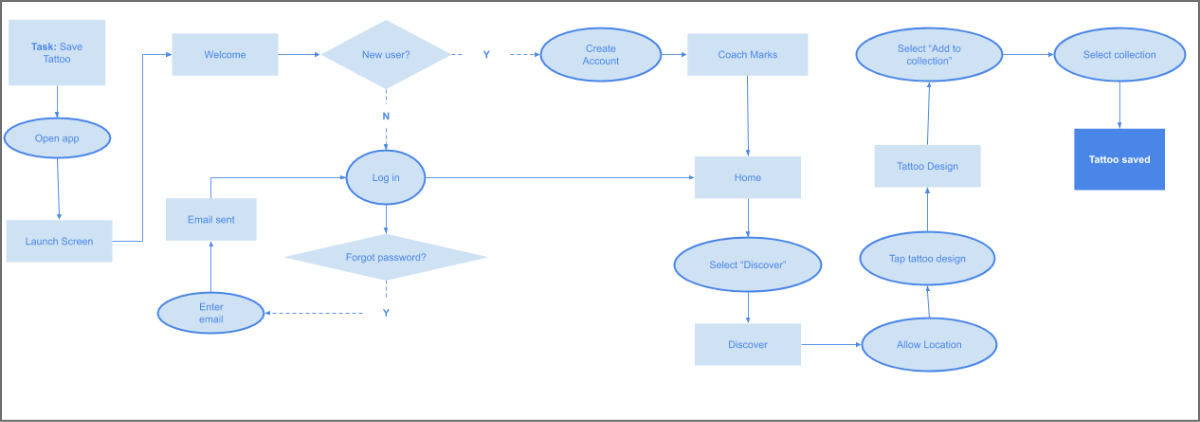 Task: Save
Tattoo
Open app
Launch Screen
Welcome
New user?
Y
N
Create
Account
Coach Marks
Log in
Home
Forgot password?
Y
Enter
email
Email sent
Select “Discover”
Discover
Allow Location
Tap tattoo design
Tattoo Design
Select “Add to
collection”
Select collection
Tattoo saved